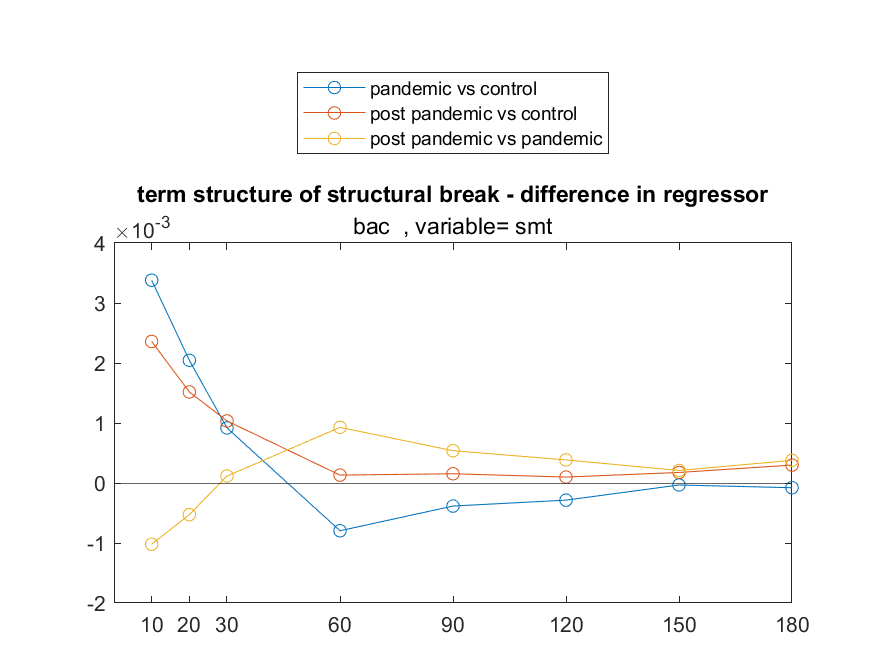 pandemic vs control
post pandemic vs control
post pandemic vs pandemic
term structure of structural break - difference in regressor
bac  , variable= smt
×10-3
4
3
2
1
0
-1
-2
10 20 30 60 90 120 150 180